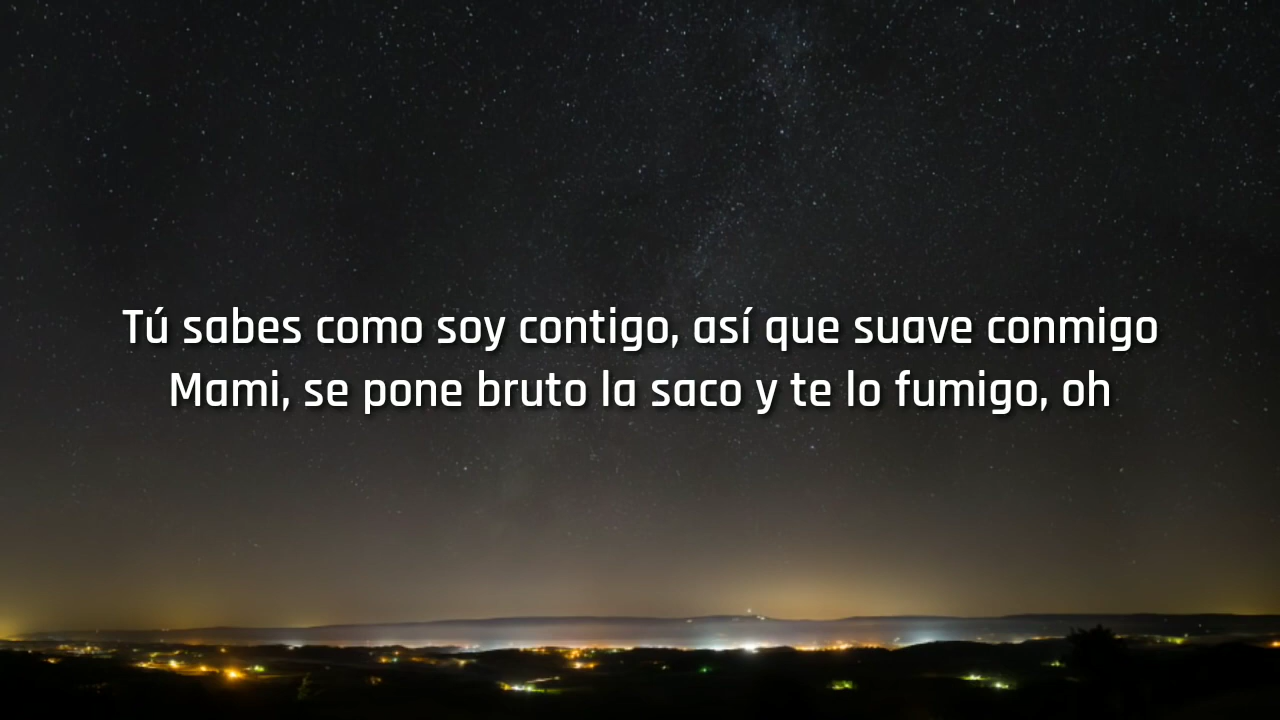 Tú sabes como soy contigo, así que suave conmigo
Mami, se pone bruto la saco y te lo fumigo, oh